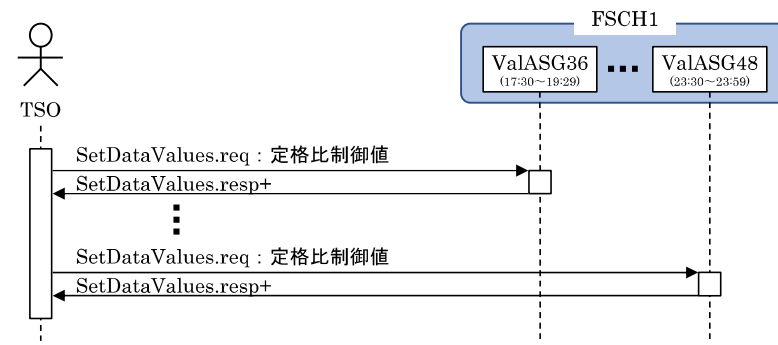 FSCH1
ValASG36
(17:30～19:29)
ValASG48
(23:30～23:59)
TSO
SetDataValues.req：定格比制御値
SetDataValues.resp+
SetDataValues.req：定格比制御値
SetDataValues.resp+